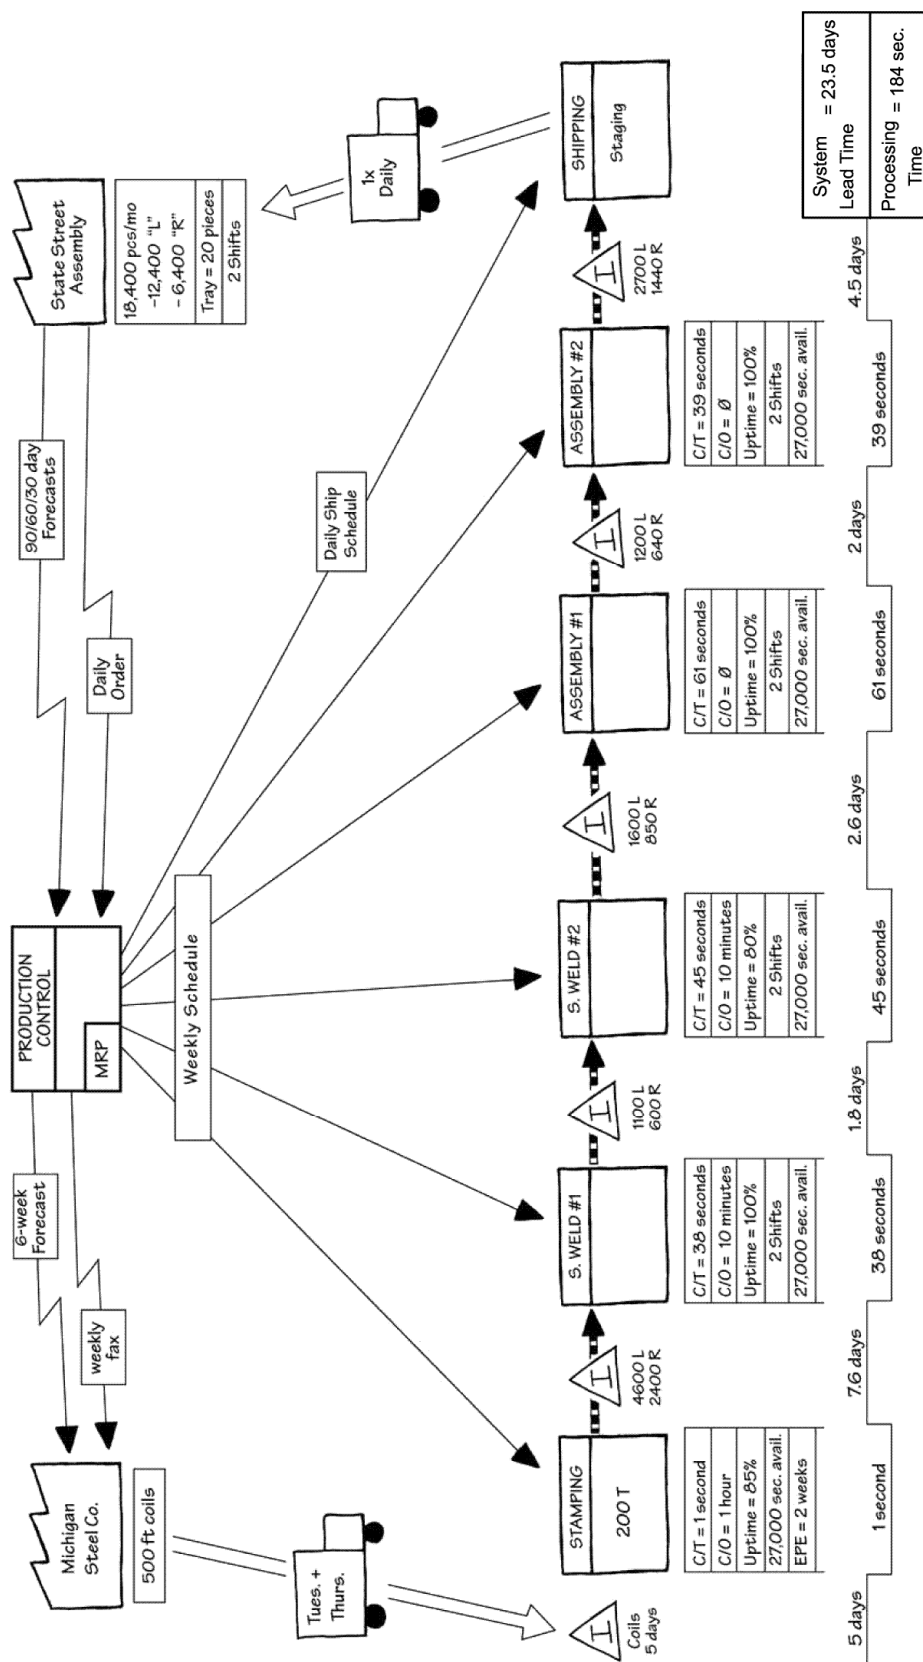 Michigan
Steel Co.
500 ft coils
Tues. +
Thurs.
6-week
Forecast
weekly
fax
PRODUCTION
CONTROL
MRP
90/60/30 day
Forecasts
Daily
Order
State Street
Assembly
18,400 pcs/mo
-12,400 "L"
- 6,400 "R"
Tray = 20 pieces
2 Shifts
1x
Daily
Weekly Schedule
Daily Ship
Schedule
I
Coils
5 days
STAMPING
200 T
C/T = 1 second
C/O = 1 hour
Uptime = 85%
27,000 sec. avail.
EPE = 2 weeks
I
4600 L
2400 R
S. WELD #1
C/T = 38 seconds
C/O = 10 minutes
Uptime = 100%
2 Shifts
27,000 sec. avail.
I
1100 L
600 R
S. WELD #2
C/T = 45 seconds
C/O = 10 minutes
Uptime = 80%
2 Shifts
27,000 sec. avail.
I
1600 L
850 R
ASSEMBLY #1
C/T = 61 seconds
C/O = Ø
Uptime = 100%
2 Shifts
27,000 sec. avail.
I
1200 L
640 R
ASSEMBLY #2
C/T = 39 seconds
C/O = Ø
Uptime = 100%
2 Shifts
27,000 sec. avail.
I
2700 L
1440 R
SHIPPING
Staging
5 days
1 second
7.6 days
38 seconds
1.8 days
45 seconds
2.6 days
61 seconds
2 days
39 seconds
4.5 days
System
Lead Time = 23.5 days
Processing = 184 sec.
Time